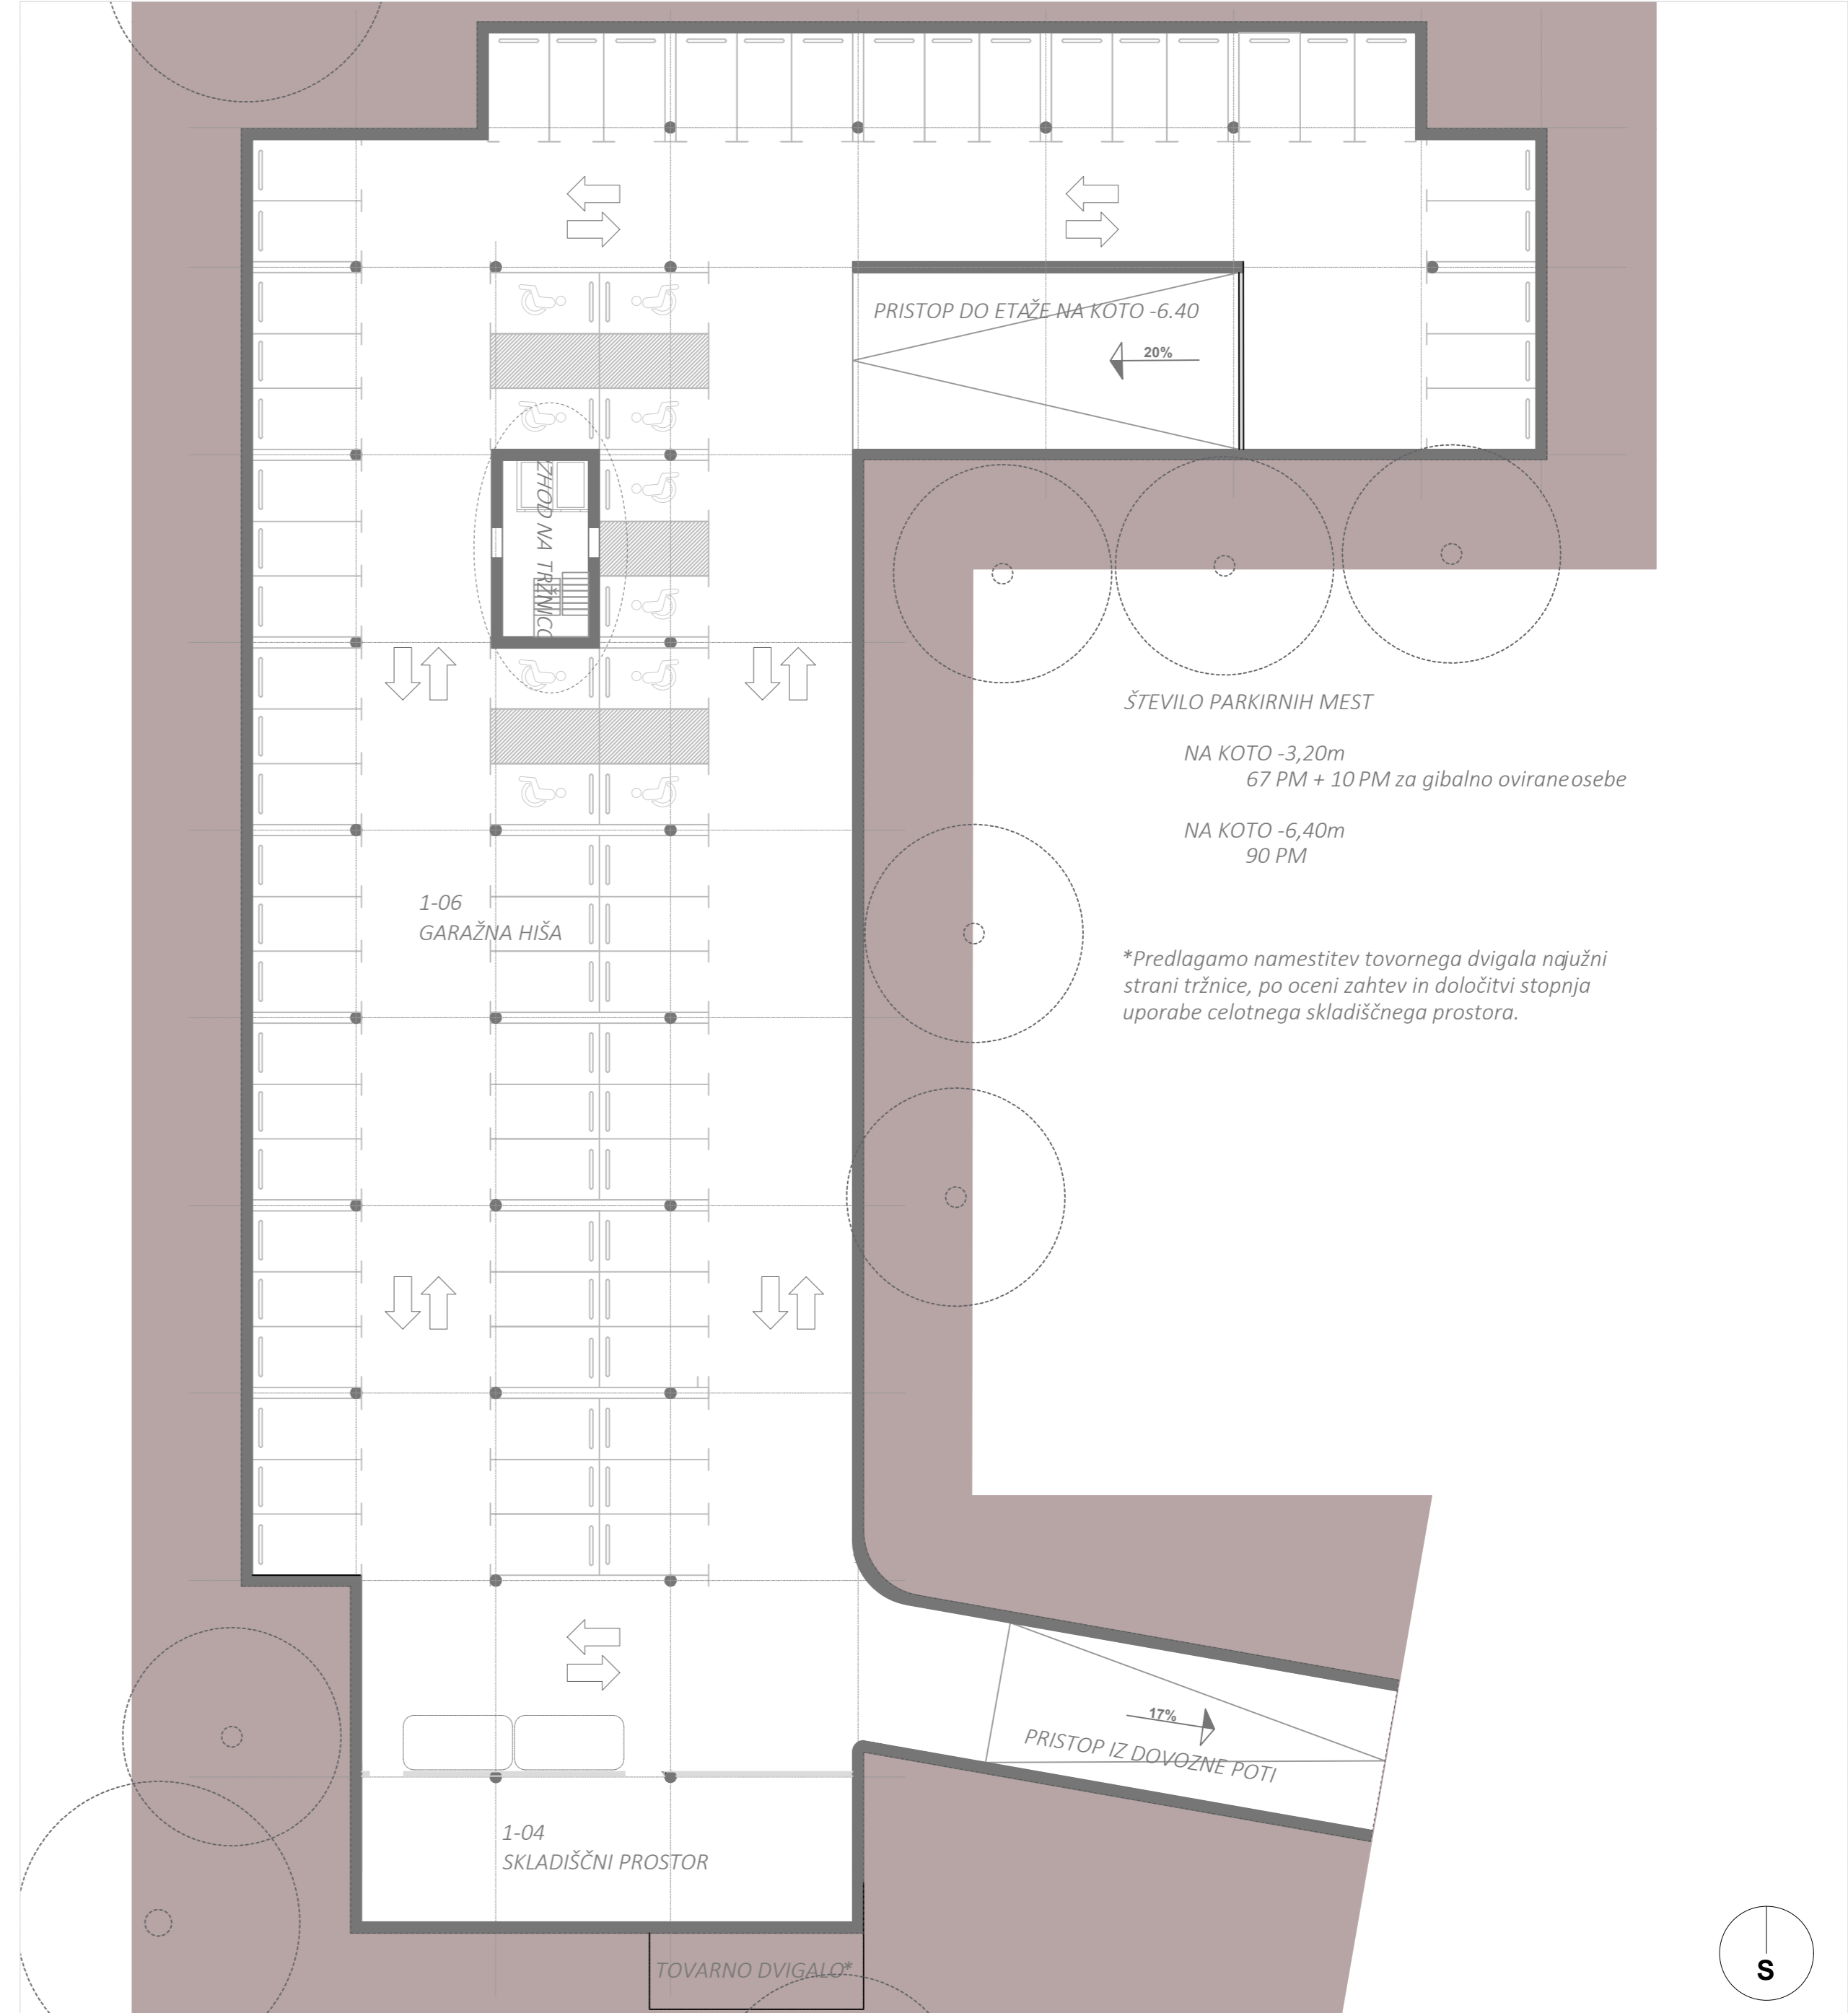 PRISTOP DO ETAŽE NA KOTO -6.40
20%
IZHOD NA TRŽNICO
ŠTEVILO PARKIRNIH MEST
NA KOTO -3,20m
67 PM + 10 PM za gibalno ovirane osebe
NA KOTO -6,40m
90 PM
1-06
GARAŽNA HIŠA
*Predlagamo namestitev tovornega dvigala na južni
strani tržnice, po oceni zahtev in določitvi stopnja
uporabe celotnega skladiščnega prostora.
17%
PRISTOP IZ DOVOZNE POTI
1-04
SKLADIŠČNI PROSTOR
TOVARNO DVIGALO*
S